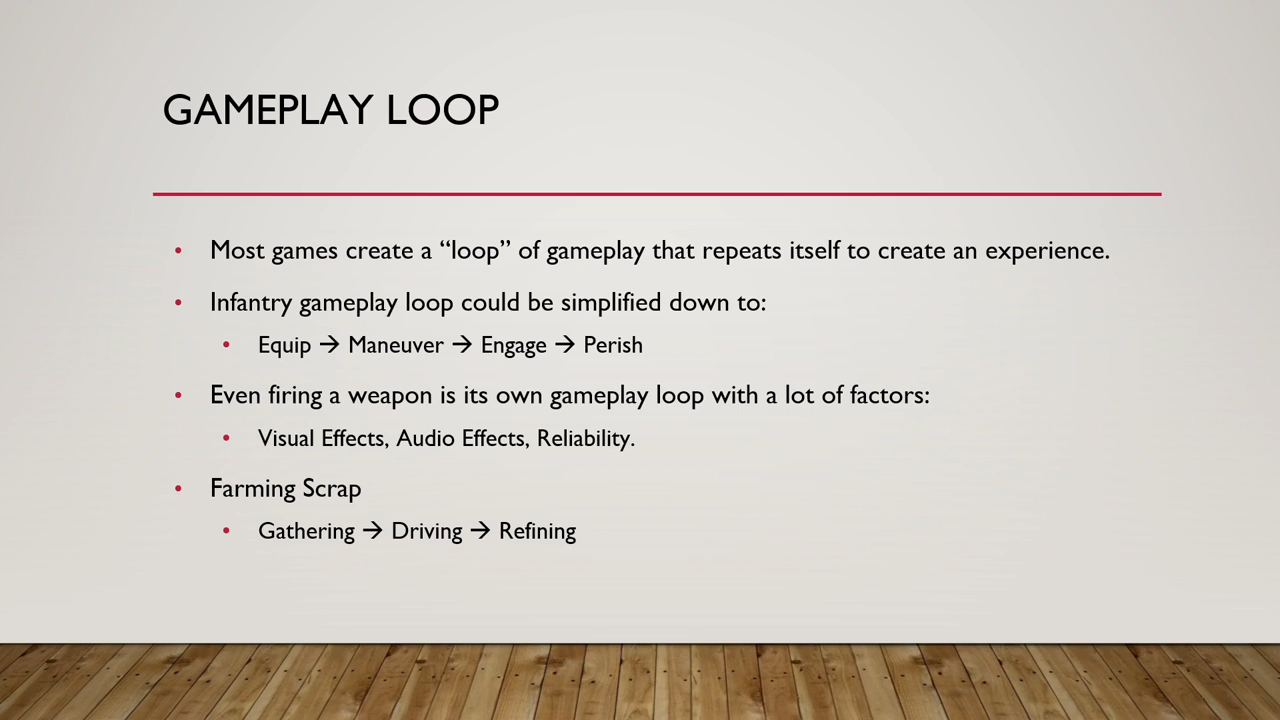 GAMEPLAY LOOP
• Most games create a “loop” of gameplay that repeats itself to create an experience.
• Infantry gameplay loop could be simplified down to:
• Equip → Maneuver → Engage → Perish
• Even firing a weapon is its own gameplay loop with a lot of factors:
• Visual Effects, Audio Effects, Reliability.
• Farming Scrap
• Gathering → Driving → Refining